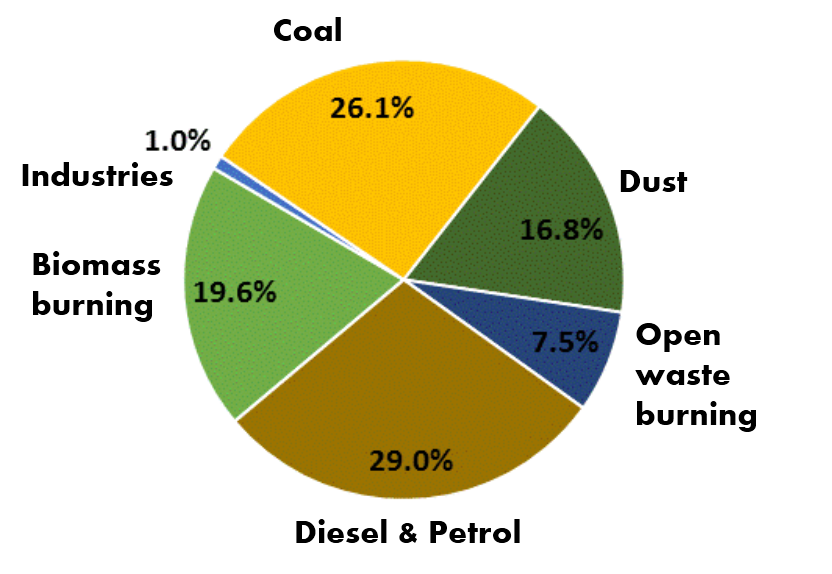 Coal
26.1%
1.0%
Industries
Dust
16.8%
Biomass
burning
19.6%
7.5%
Open
waste
burning
29.0%
Diesel & Petrol